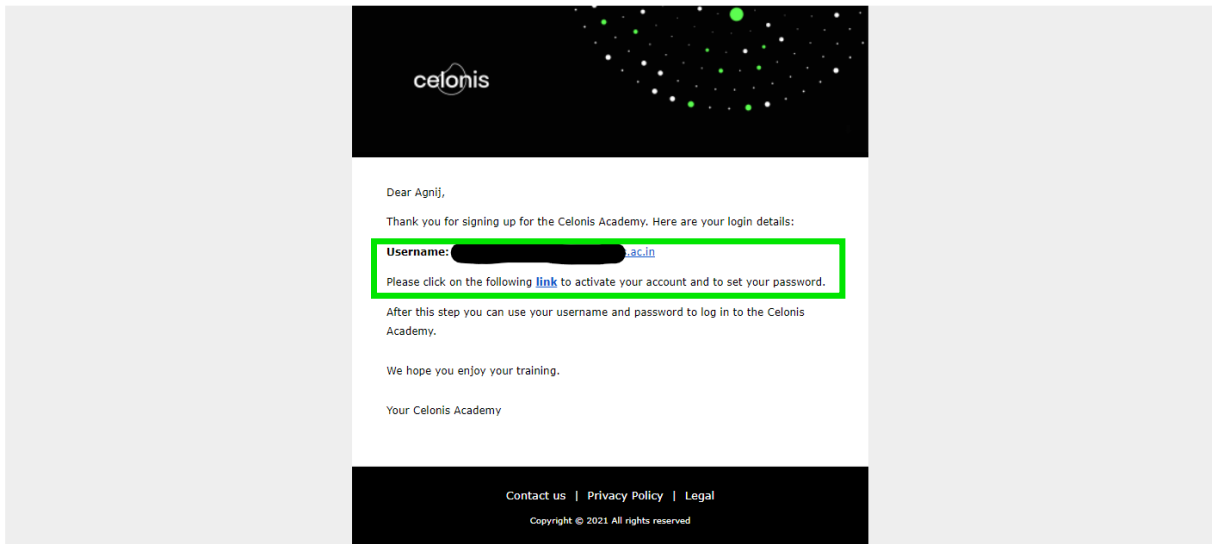 celonis
Dear Agnij,
Thank you for signing up for the Celonis Academy. Here are your login details:
Username: .ac.in
Please click on the following link to activate your account and to set your password.
After this step you can use your username and password to log in to the Celonis
Academy.
We hope you enjoy your training.
Your Celonis Academy
Contact us | Privacy Policy | Legal
Copyright © 2021 All rights reserved